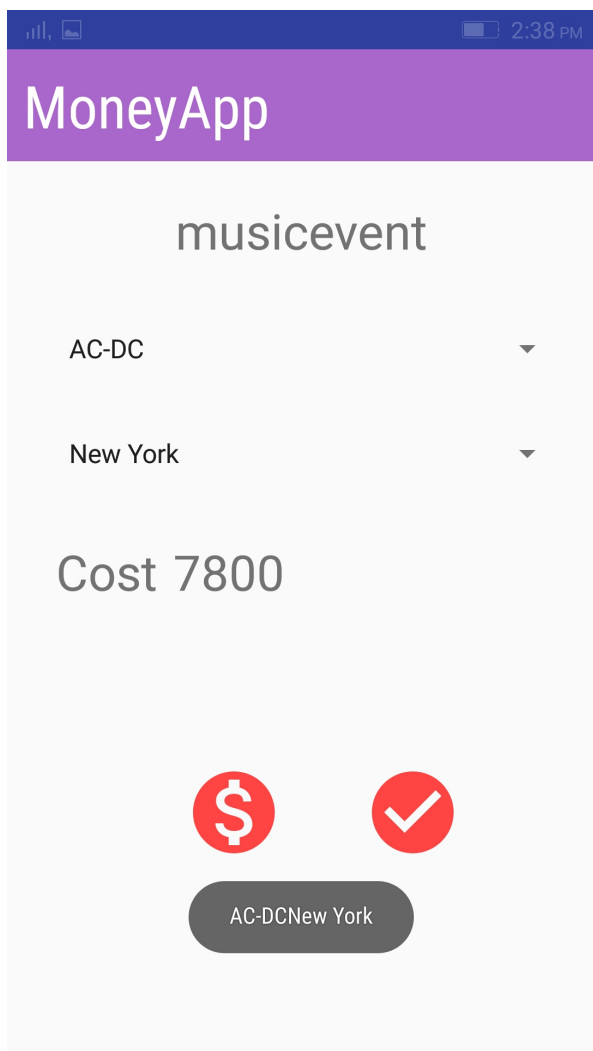 2:38 PM
MoneyApp
musicevent
AC-DC
New York
Cost 7800
$
AC-DCNew York